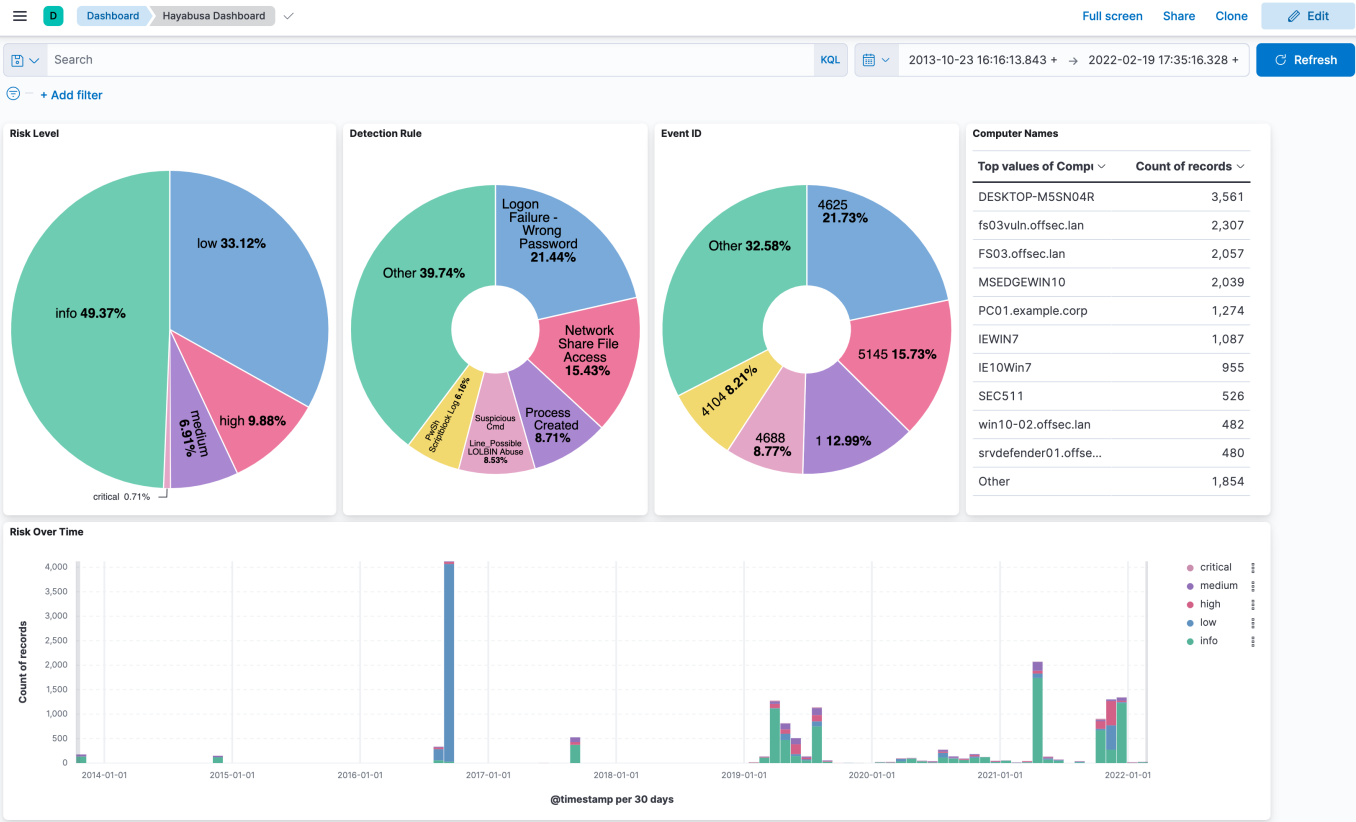 D Dashboard Hayabusa Dashboard Full screen Share Clone Edit
Search KQL 2013-10-23 16:16:13.843 + → 2022-02-19 17:35:16.328 + Refresh
+ Add filter
Risk Level
low 33.12%
info 49.37%
high 9.88%
medium
6.91%
critical 0.71%
Detection Rule
Logon
Failure -
Wrong
Password
21.44%
Other 39.74%
Network
Share File
Access
15.43%
Process
Created
8.71%
Suspicious
Cmd
Line_Possible
LOLBIN Abuse
8.53%
PwSh
Scriptblock Log 6.16%
Event ID
4625
21.73%
Other 32.58%
5145 15.73%
1 12.99%
4688
8.77%
4104 8.21%
Computer Names
Top values of Compu Count of records
DESKTOP-M5SN04R 3,561
fs03vuln.offsec.lan 2,307
FS03.offsec.lan 2,057
MSEDGEWIN10 2,039
PC01.example.corp 1,274
IEWIN7 1,087
IE10Win7 955
SEC511 526
win10-02.offsec.lan 482
srvdefender01.offse... 480
Other 1,854
Risk Over Time
Count of records
4,000
3,500
3,000
2,500
2,000
1,500
1,000
500
0
2014-01-01 2015-01-01 2016-01-01 2017-01-01 2018-01-01 2019-01-01 2020-01-01 2021-01-01 2022-01-01
@timestamp per 30 days
critical
medium
high
low
info